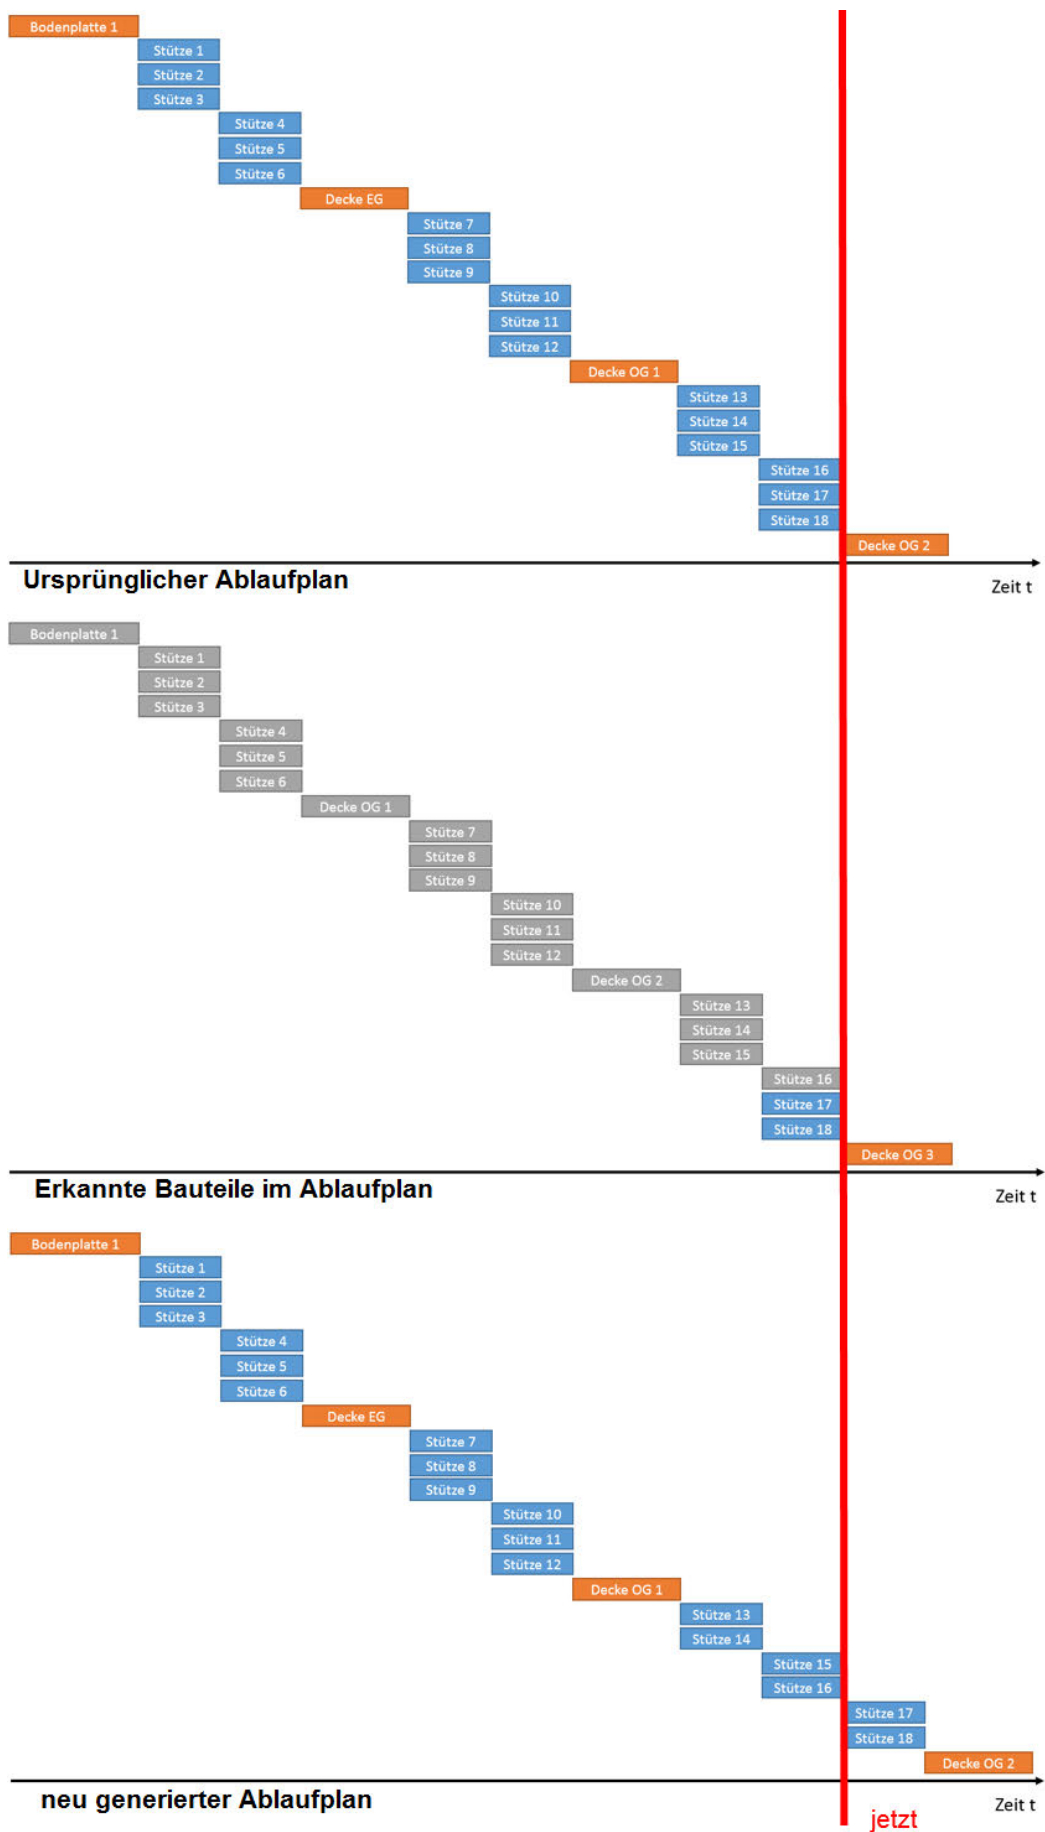 Bodenplatte 1
Stütze 1
Stütze 2
Stütze 3
Stütze 4
Stütze 5
Stütze 6
Decke EG
Stütze 7
Stütze 8
Stütze 9
Stütze 10
Stütze 11
Stütze 12
Decke OG 1
Stütze 13
Stütze 14
Stütze 15
Stütze 16
Stütze 17
Stütze 18
Decke OG 2
Ursprünglicher Ablaufplan
Zeit t
Bodenplatte 1
Stütze 1
Stütze 2
Stütze 3
Stütze 4
Stütze 5
Stütze 6
Decke OG 1
Stütze 7
Stütze 8
Stütze 9
Stütze 10
Stütze 11
Stütze 12
Decke OG 2
Stütze 13
Stütze 14
Stütze 15
Stütze 16
Stütze 17
Stütze 18
Decke OG 3
Erkannte Bauteile im Ablaufplan
Zeit t
Bodenplatte 1
Stütze 1
Stütze 2
Stütze 3
Stütze 4
Stütze 5
Stütze 6
Decke EG
Stütze 7
Stütze 8
Stütze 9
Stütze 10
Stütze 11
Stütze 12
Decke OG 1
Stütze 13
Stütze 14
Stütze 15
Stütze 16
Stütze 17
Stütze 18
Decke OG 2
neu generierter Ablaufplan
Zeit t
jetzt